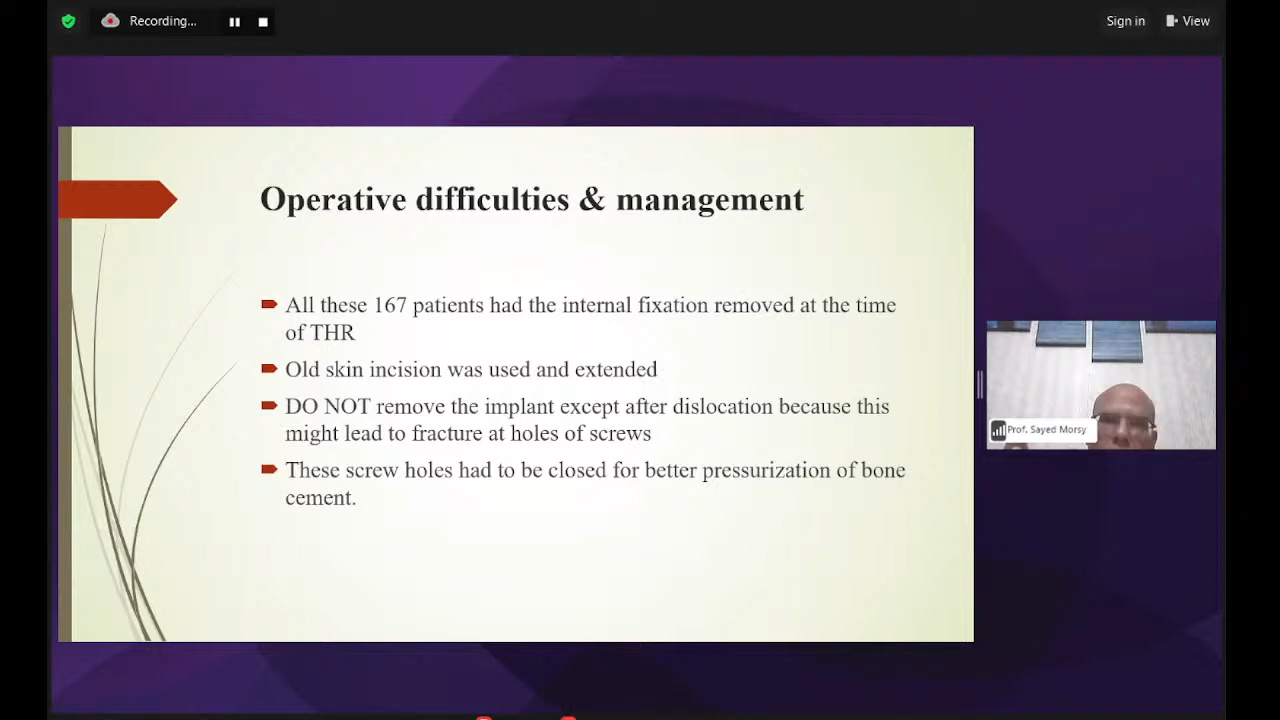 Recording...
Sign in
View
Operative difficulties & management
All these 167 patients had the internal fixation removed at the time
of THR
Old skin incision was used and extended
DO NOT remove the implant except after dislocation because this
might lead to fracture at holes of screws
These screw holes had to be closed for better pressurization of bone
cement.
Prof. Sayed Morsy